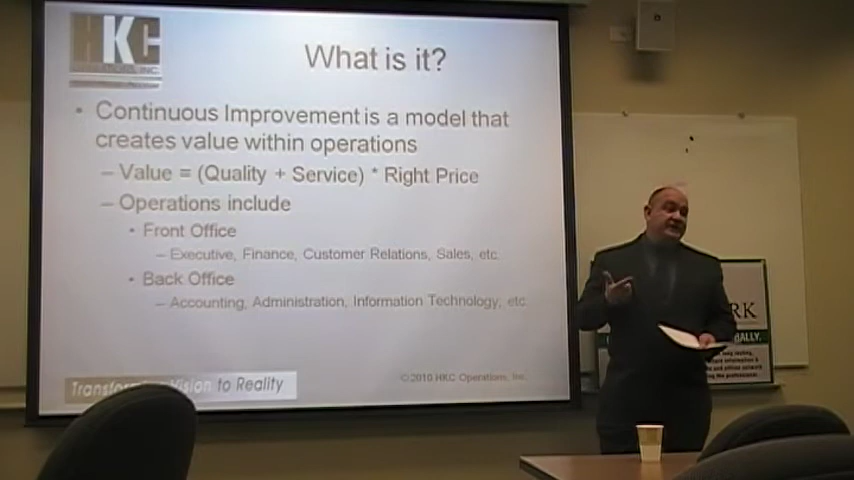 HKC
What is it?
• Continuous Improvement is a model that
creates value within operations
– Value = (Quality + Service) * Right Price
– Operations include
• Front Office
– Executive, Finance, Customer Relations, Sales, etc.
• Back Office
– Accounting, Administration, Information Technology, etc.
Vision to Reality
©2010 HKC Operations, Inc.
RK
BALLY.